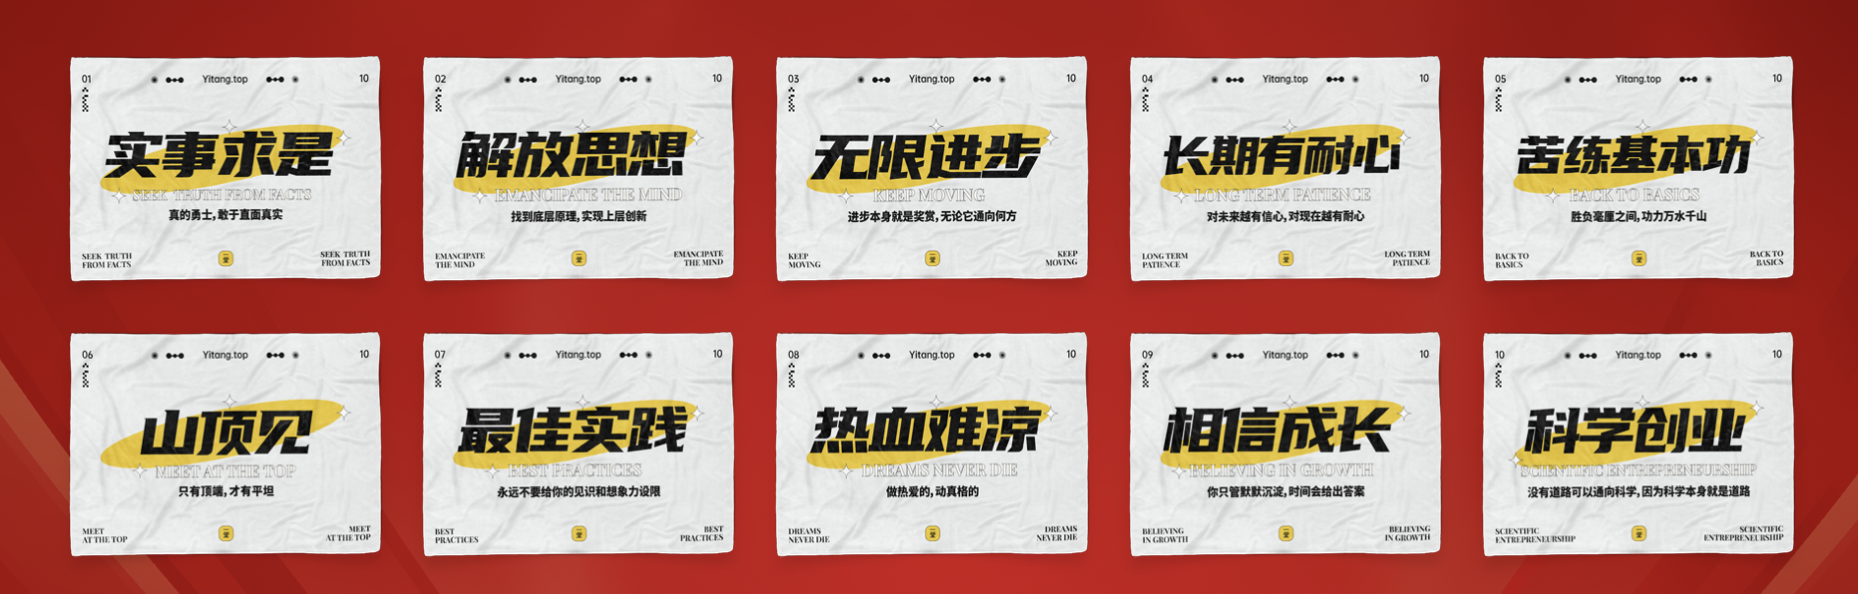 01 Yitang.top 10
实事求是
SEEK TRUTH FROM FACTS
真的勇士,敢于直面真实
SEEK TRUTH
FROM FACTS
SEEK TRUTH
FROM FACTS
02 Yitang.top 10
解放思想
EMANCIPATE THE MIND
找到底层原理,实现上层创新
EMANCIPATE
THE MIND
EMANCIPATE
THE MIND
03 Yitang.top 10
无限进步
KEEP MOVING
进步本身就是奖赏,无论它通向何方
KEEP
MOVING
KEEP
MOVING
04 Yitang.top 10
长期有耐心
LONG TERM PATIENCE
对未来越有信心,对现在越有耐心
LONG TERM
PATIENCE
LONG TERM
PATIENCE
05 Yitang.top 10
苦练基本功
BACK TO BASICS
胜负毫厘之间,功力万水千山
BACK TO
BASICS
BACK TO
BASICS
06 Yitang.top 10
山顶见
MEET AT THE TOP
只有顶端,才有平坦
MEET
AT THE TOP
MEET
AT THE TOP
07 Yitang.top 10
最佳实践
BEST PRACTICES
永远不要给你的见识和想象力设限
BEST
PRACTICES
BEST
PRACTICES
08 Yitang.top 10
热血难凉
DREAMS NEVER DIE
做热爱的,动真格的
DREAMS
NEVER DIE
DREAMS
NEVER DIE
09 Yitang.top 10
相信成长
BELIEVING IN GROWTH
你只管默默沉淀,时间会给出答案
BELIEVING
IN GROWTH
BELIEVING
IN GROWTH
10 Yitang.top 10
科学创业
SCIENTIFIC ENTREPRENEURSHIP
没有道路可以通向科学,因为科学本身就是道路
SCIENTIFIC
ENTREPRENEURSHIP
SCIENTIFIC
ENTREPRENEURSHIP